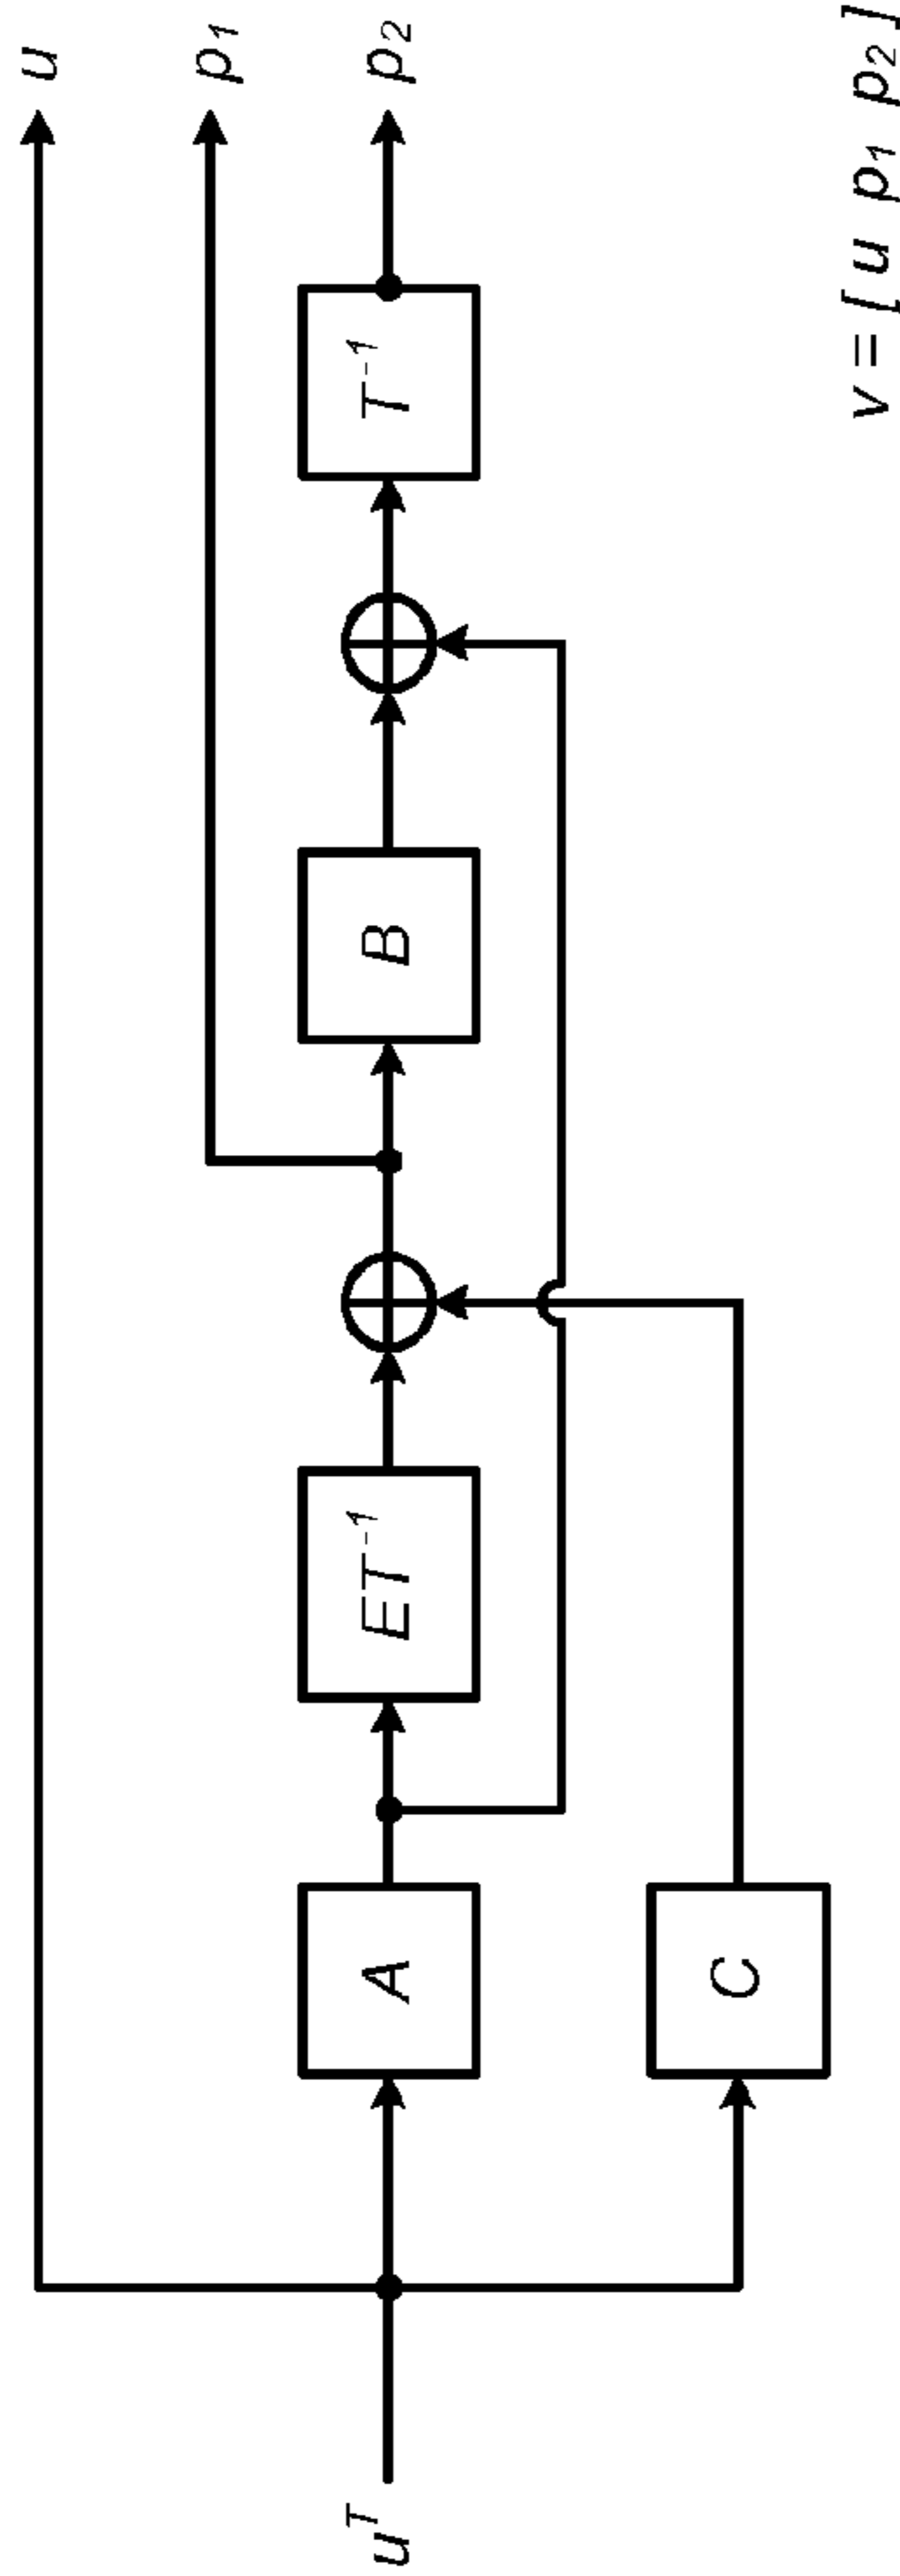 u
p₁
uᵀ A ET⁻¹ B T⁻¹ p₂
C
v = [ u p₁ p₂ ]